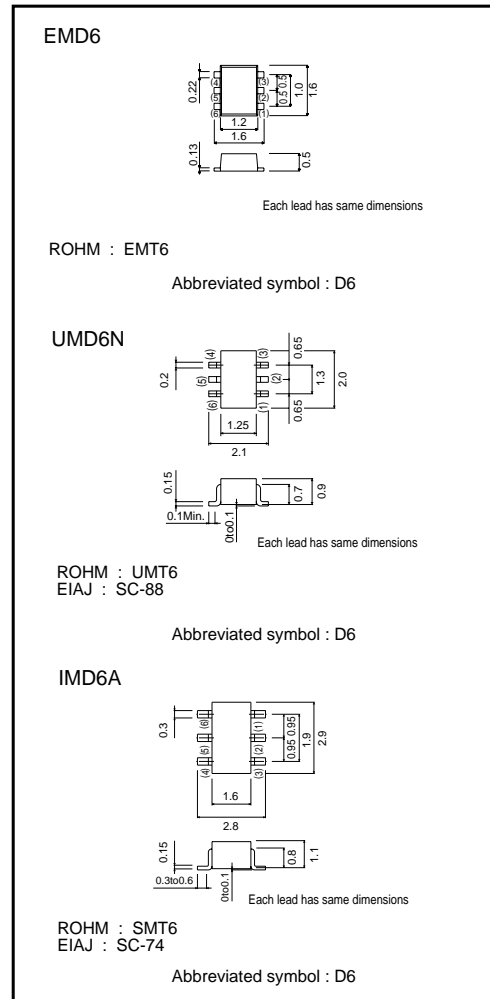 EMD6
0.22
(4)
(3)
(5)
(2)
(6)
(1)
0.5 0.5
1.0
1.6
1.2
1.6
0.13
0.5
Each lead has same dimensions
ROHM : EMT6
Abbreviated symbol : D6
UMD6N
(4)
(3)
0.65
0.2
(5)
(2)
1.3
2.0
(6)
(1)
0.65
1.25
2.1
0.15
0.7
0.9
0.1Min.
0to0.1
Each lead has same dimensions
ROHM : UMT6
EIAJ : SC-88
Abbreviated symbol : D6
IMD6A
0.3
(6)
(1)
(5)
(2)
(4)
(3)
0.95 0.95
1.9
2.9
1.6
2.8
0.15
0.8
1.1
0.3to0.6
0to0.1
Each lead has same dimensions
ROHM : SMT6
EIAJ : SC-74
Abbreviated symbol : D6